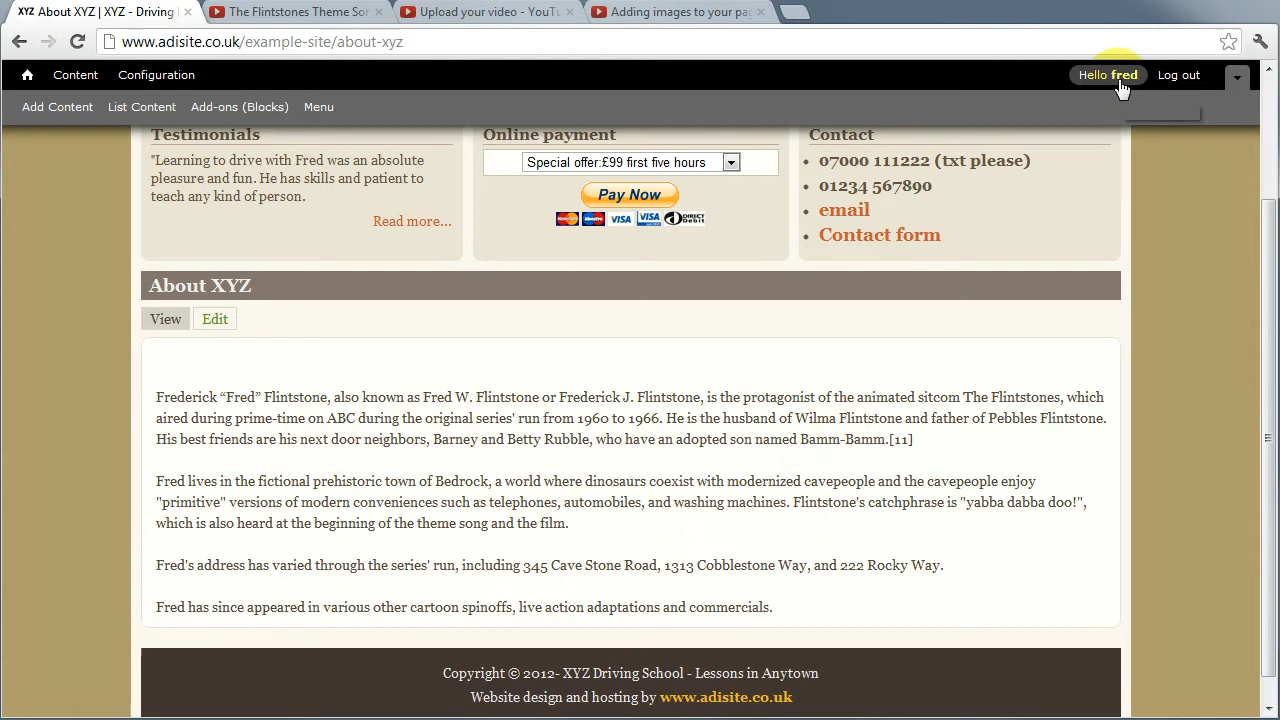 XYZ About XYZ | XYZ - Driving
The Flintstones Theme Sor
Upload your video - YouTu
Adding images to your pag
www.adisite.co.uk/example-site/about-xyz
Content Configuration Hello fred Log out
Add Content List Content Add-ons (Blocks) Menu
Testimonials
"Learning to drive with Fred was an absolute
pleasure and fun. He has skills and patient to
teach any kind of person.
Read more...
Online payment
Special offer:£99 first five hours
Pay Now
VISA VISA DIRECT Debit
Contact
07000 111222 (txt please)
01234 567890
email
Contact form
About XYZ
View Edit
Frederick “Fred” Flintstone, also known as Fred W. Flintstone or Frederick J. Flintstone, is the protagonist of the animated sitcom The Flintstones, which
aired during prime-time on ABC during the original series' run from 1960 to 1966. He is the husband of Wilma Flintstone and father of Pebbles Flintstone.
His best friends are his next door neighbors, Barney and Betty Rubble, who have an adopted son named Bamm-Bamm.[11]
Fred lives in the fictional prehistoric town of Bedrock, a world where dinosaurs coexist with modernized cavepeople and the cavepeople enjoy
"primitive" versions of modern conveniences such as telephones, automobiles, and washing machines. Flintstone's catchphrase is "yabba dabba doo!",
which is also heard at the beginning of the theme song and the film.
Fred's address has varied through the series' run, including 345 Cave Stone Road, 1313 Cobblestone Way, and 222 Rocky Way.
Fred has since appeared in various other cartoon spinoffs, live action adaptations and commercials.
Copyright © 2012- XYZ Driving School - Lessons in Anytown
Website design and hosting by www.adisite.co.uk